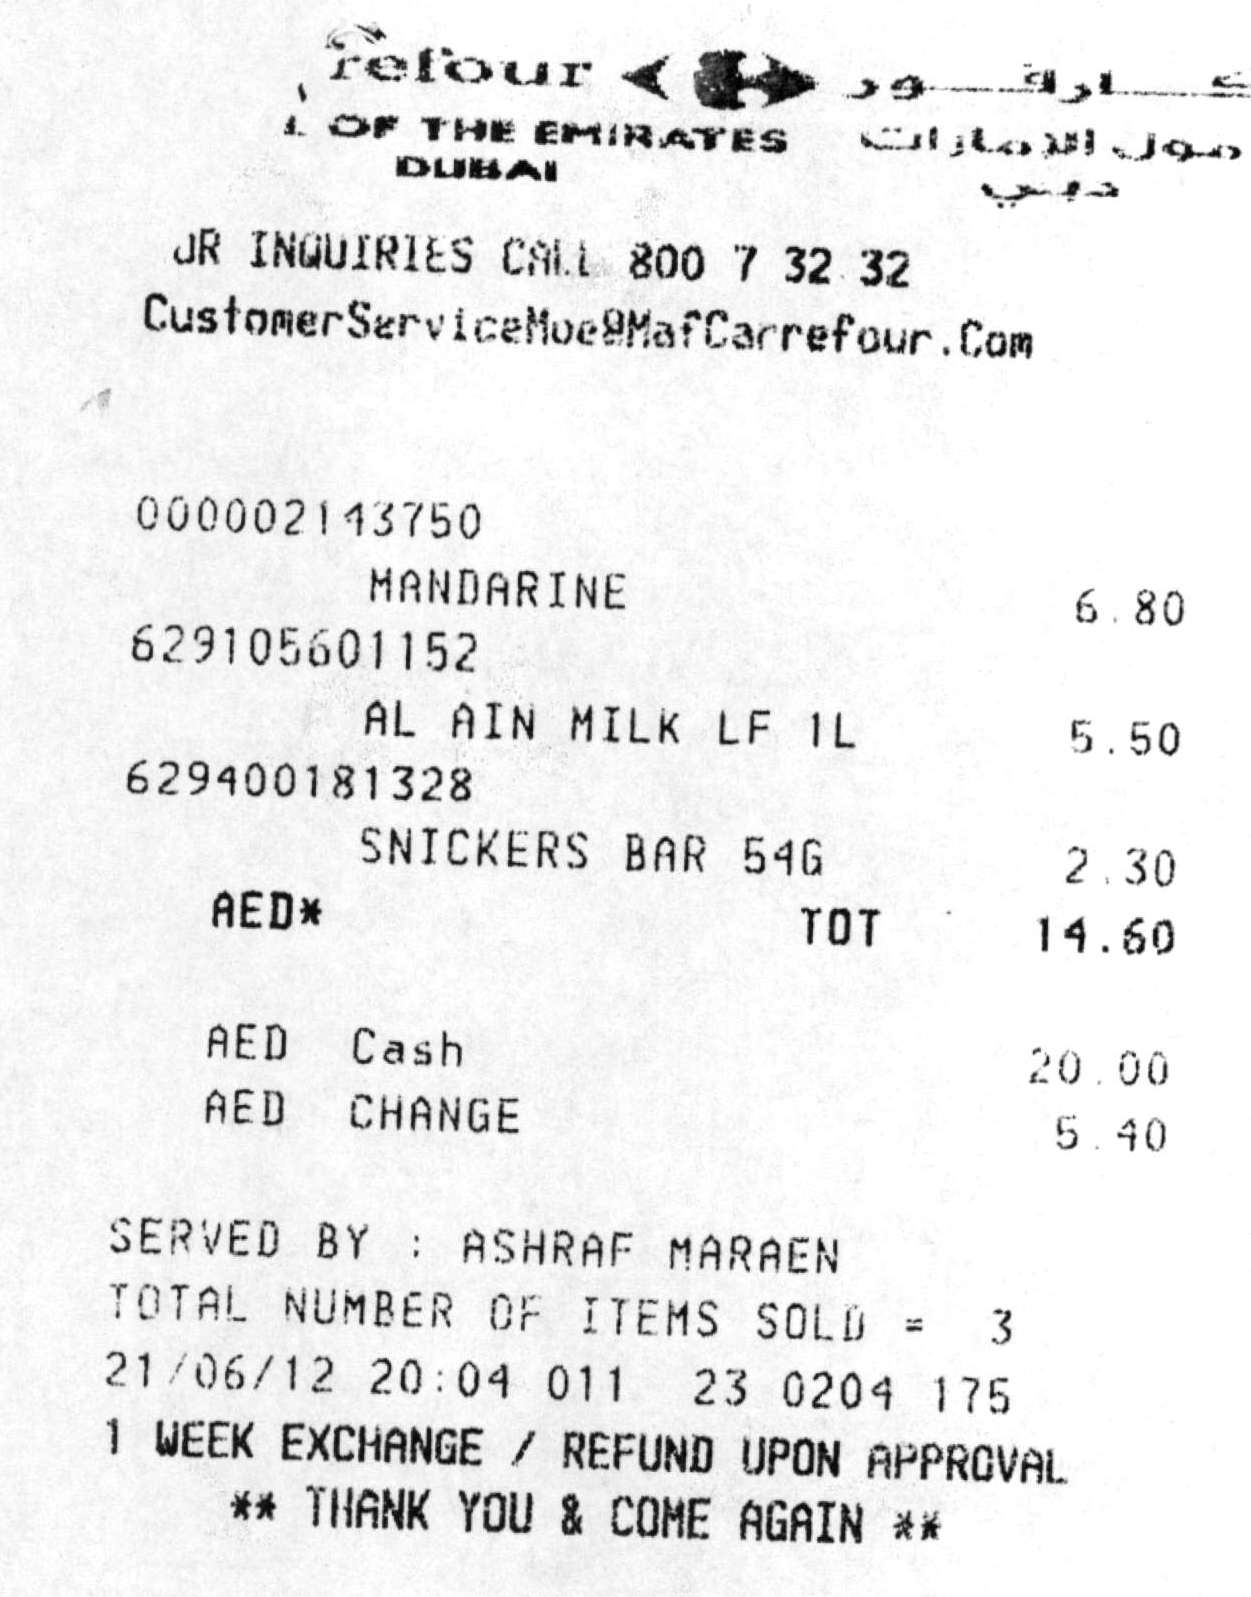 refour كارفور
OF THE EMIRATES مول الامارات
DUBAI دبي
INQUIRIES CALL 800 7 32 32
CustomerServiceMoe@MafCarrefour.Com
000002143750
MANDARINE 6.80
629105601152
AL AIN MILK LF 1L 5.50
629400181328
SNICKERS BAR 54G 2.30
AED* TOT 14.60
AED Cash 20.00
AED CHANGE 5.40
SERVED BY : ASHRAF MARAEN
TOTAL NUMBER OF ITEMS SOLD = 3
21/06/12 20:04 011 23 0204 175
1 WEEK EXCHANGE / REFUND UPON APPROVAL
** THANK YOU & COME AGAIN **